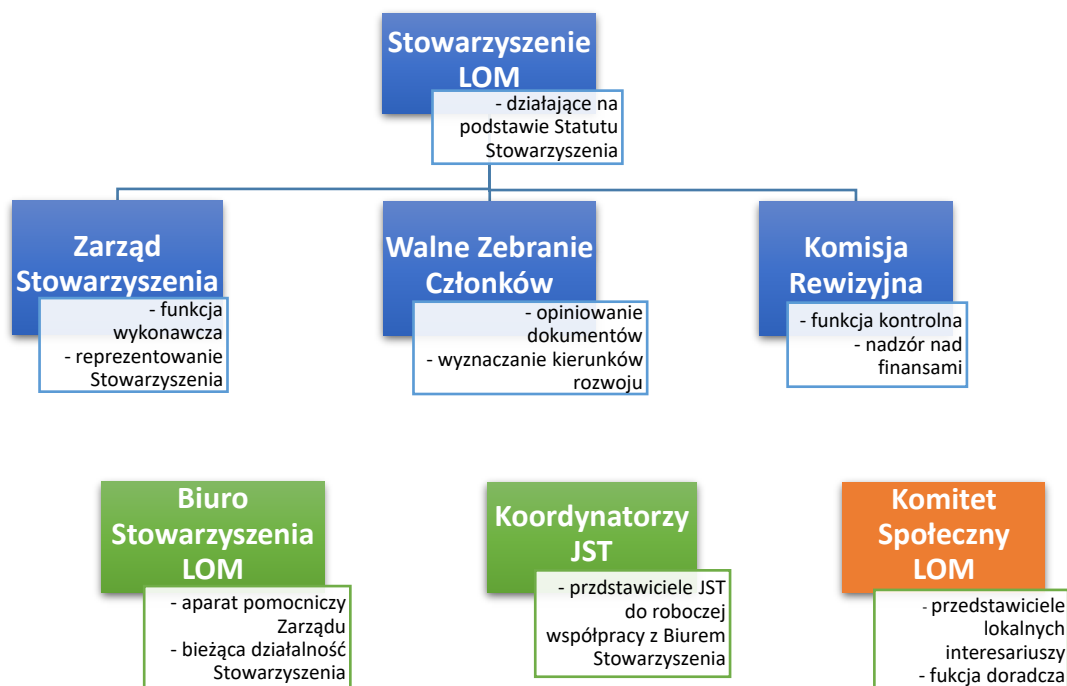 Stowarzyszenie
LOM
- działające na
podstawie Statutu
Stowarzyszenia
Zarząd
Stowarzyszenia
- funkcja
wykonawcza
- reprezentowanie
Stowarzyszenia
Walne Zebranie
Członków
- opiniowanie
dokumentów
- wyznaczanie kierunków
rozwoju
Komisja
Rewizyjna
- funkcja kontrolna
- nadzór nad
finansami
Biuro
Stowarzyszenia
LOM
- aparat pomocniczy
Zarządu
- bieżąca działalność
Stowarzyszenia
Koordynatorzy
JST
- przdstawiciele JST
do roboczej
współpracy z Biurem
Stowarzyszenia
Komitet
Społeczny
LOM
- przedstawiciele
lokalnych
interesariuszy
- fukcja doradcza